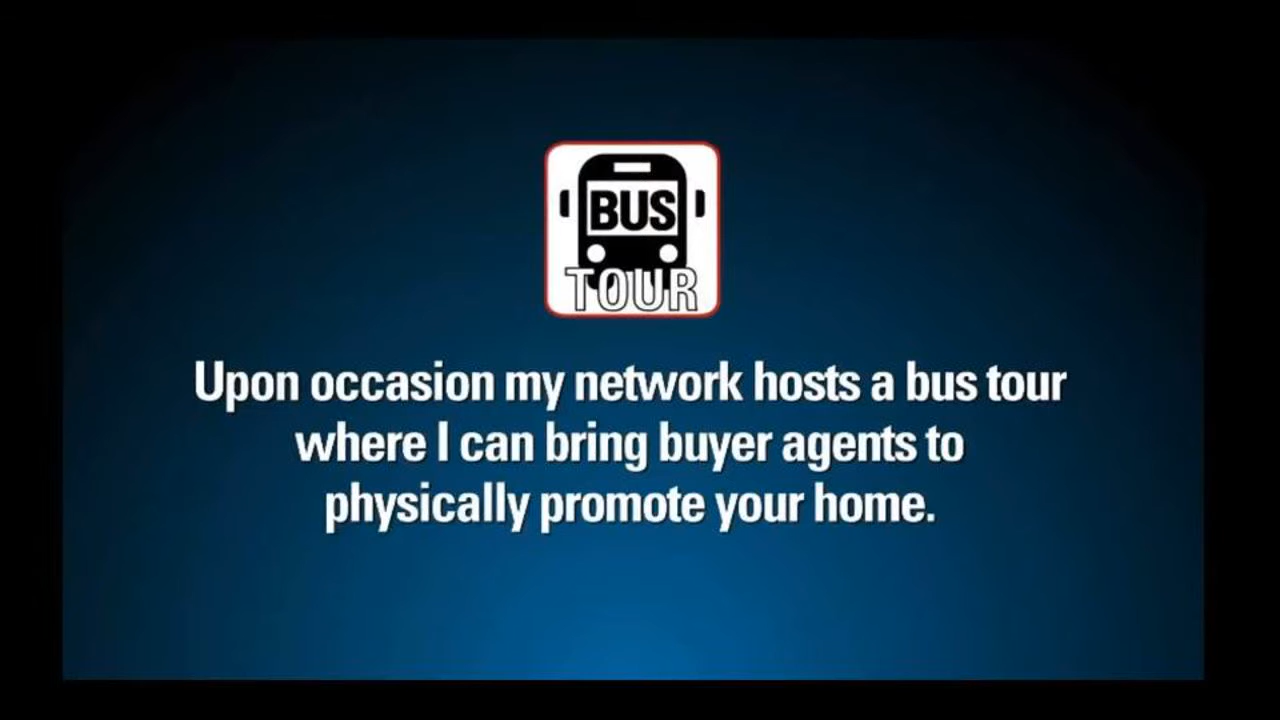 BUS
TOUR
Upon occasion my network hosts a bus tour
where I can bring buyer agents to
physically promote your home.